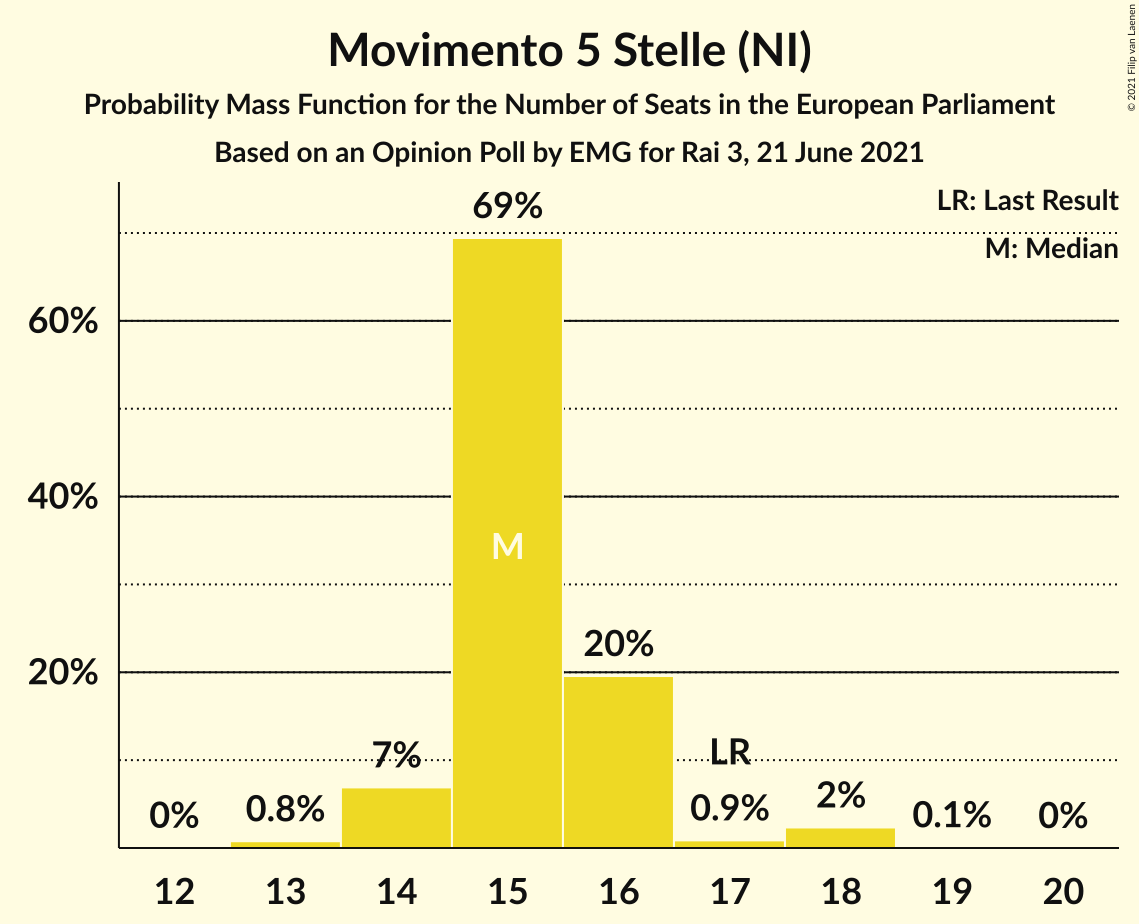 Movimento 5 Stelle (NI)
Probability Mass Function for the Number of Seats in the European Parliament
Based on an Opinion Poll by EMG for Rai 3, 21 June 2021
© 2021 Filip van Laenen
LR: Last Result
M: Median
69%
60%
40%
M
20%
20%
7%
LR
0%
0.8%
0.9%
2%
0.1%
0%
12 13 14 15 16 17 18 19 20